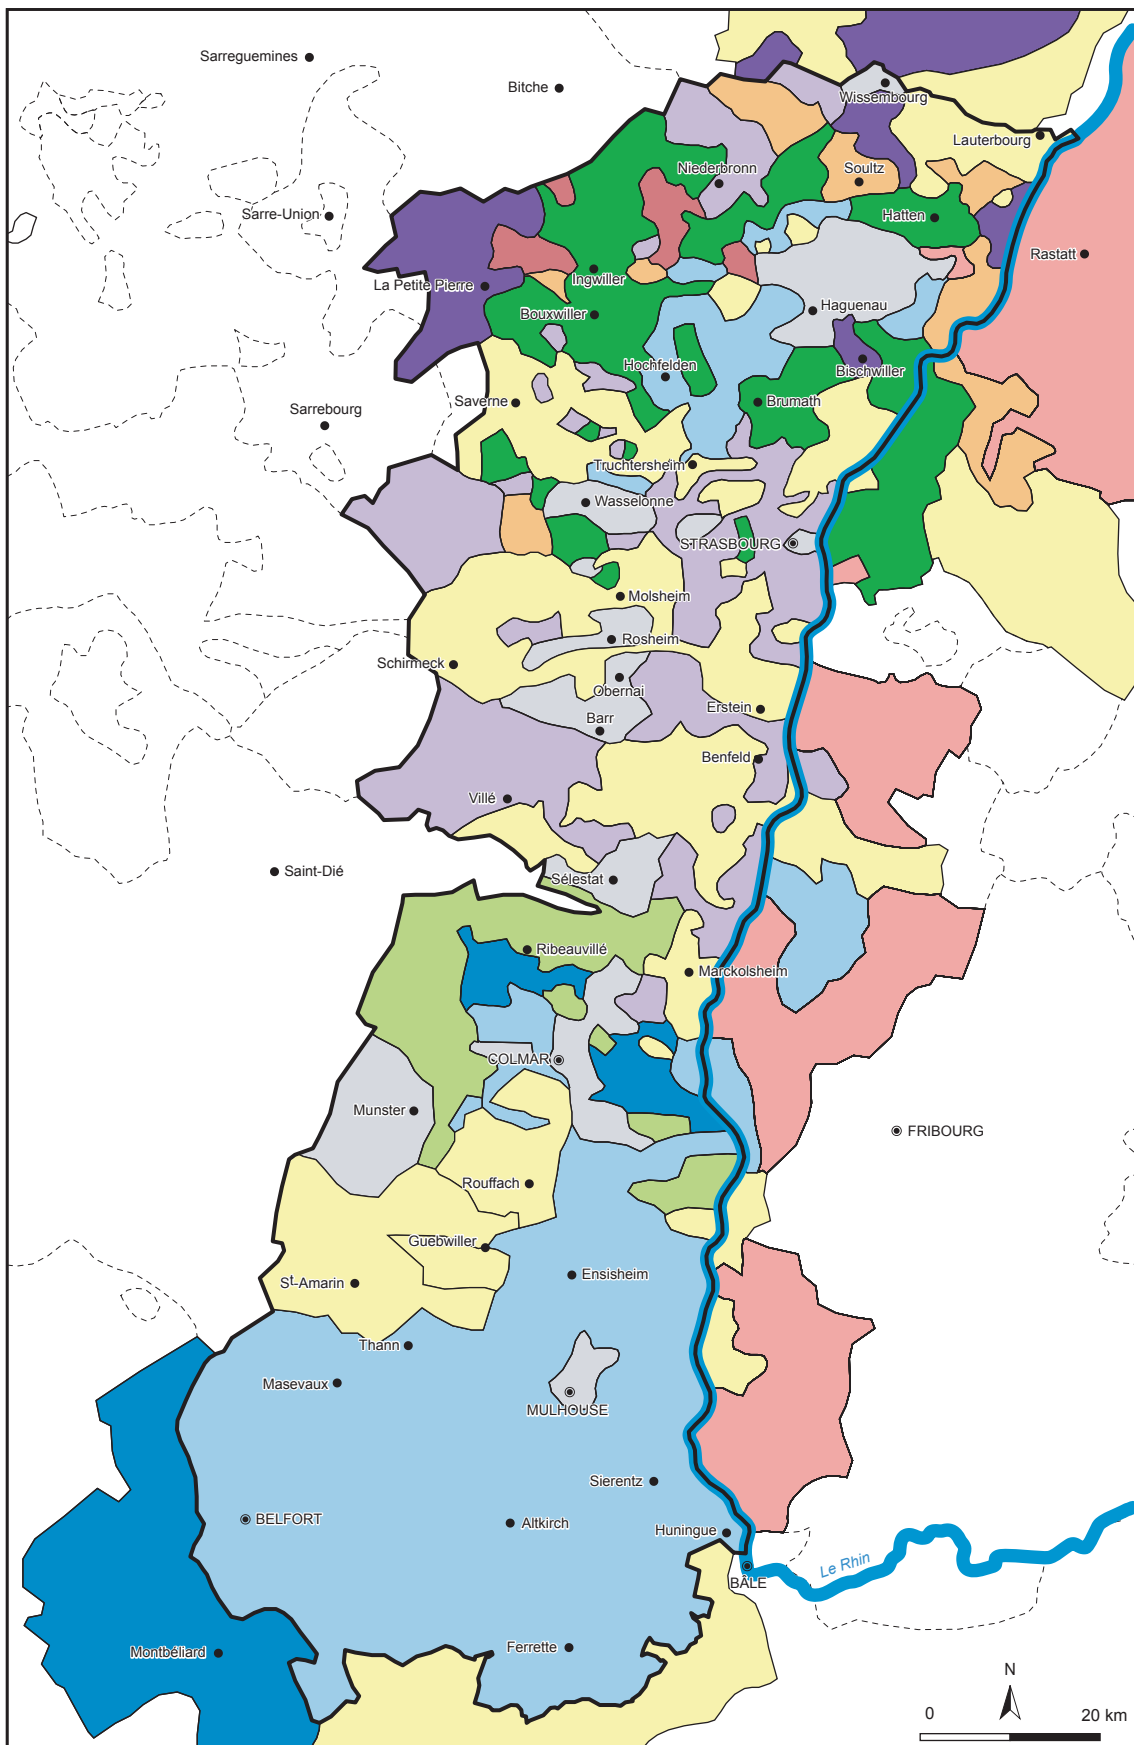 Sarreguemines
Bitche
Wissembourg
Lauterbourg
Niederbronn
Soultz
Sarre-Union
Hatten
Rastatt
La Petite Pierre
Ingwiller
Bouxwiller
Haguenau
Hochfelden
Bischwiller
Saverne
Brumath
Sarrebourg
Truchtersheim
Wasselonne
STRASBOURG
Molsheim
Rosheim
Schirmeck
Obernai
Erstein
Barr
Benfeld
Villé
Saint-Dié
Sélestat
Ribeauvillé
Marckolsheim
COLMAR
Munster
FRIBOURG
Rouffach
Guebwiller
Ensisheim
St-Amarin
Thann
Masevaux
MULHOUSE
Sierentz
BELFORT
Altkirch
Huningue
Le Rhin
BÂLE
Ferrette
Montbéliard
N
0 20 km